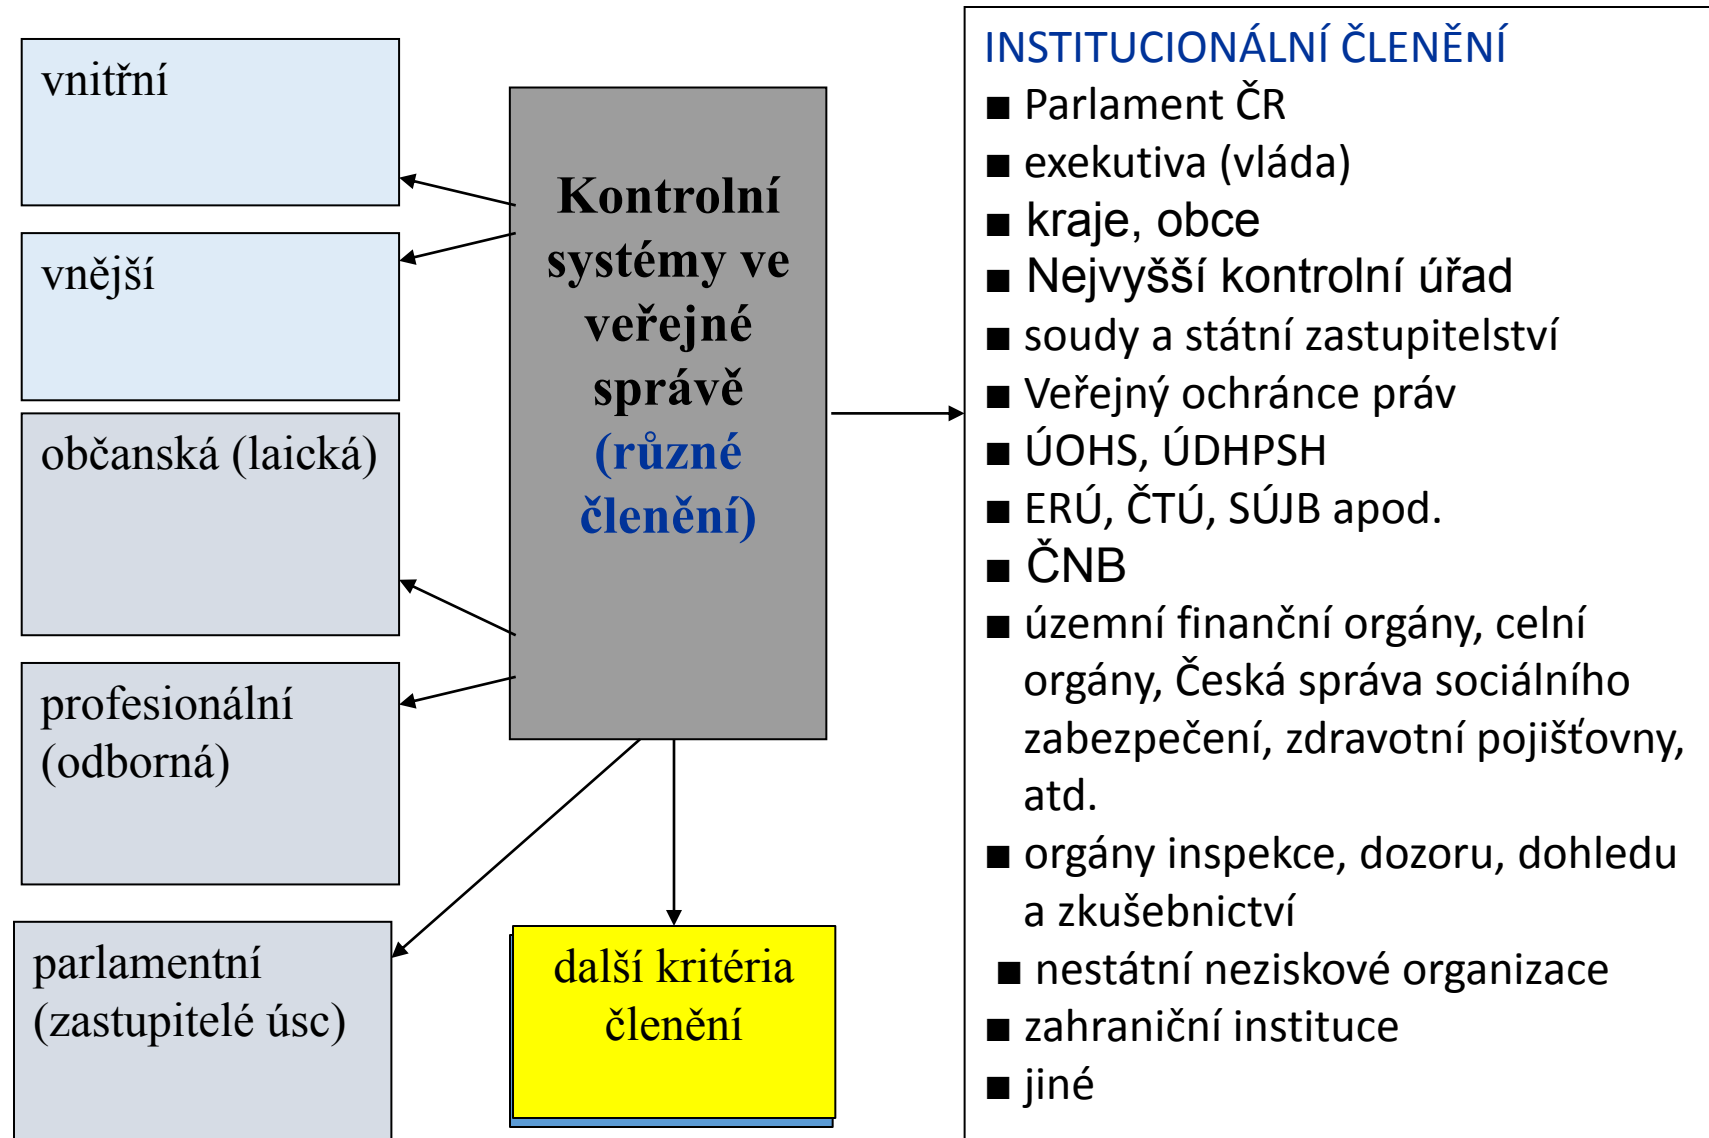 vnitřní
vnější
občanská (laická)
profesionální
(odborná)
parlamentní
(zastupitelé úsc)
Kontrolní
systémy ve
veřejné
správě
(různé
členění)
další kritéria
členění
INSTITUCIONÁLNÍ ČLENĚNÍ
■ Parlament ČR
■ exekutiva (vláda)
■ kraje, obce
■ Nejvyšší kontrolní úřad
■ soudy a státní zastupitelství
■ Veřejný ochránce práv
■ ÚOHS, ÚDHPSH
■ ERÚ, ČTÚ, SÚJB apod.
■ ČNB
■ územní finanční orgány, celní
orgány, Česká správa sociálního
zabezpečení, zdravotní pojišťovny,
atd.
■ orgány inspekce, dozoru, dohledu
a zkušebnictví
■ nestátní neziskové organizace
■ zahraniční instituce
■ jiné